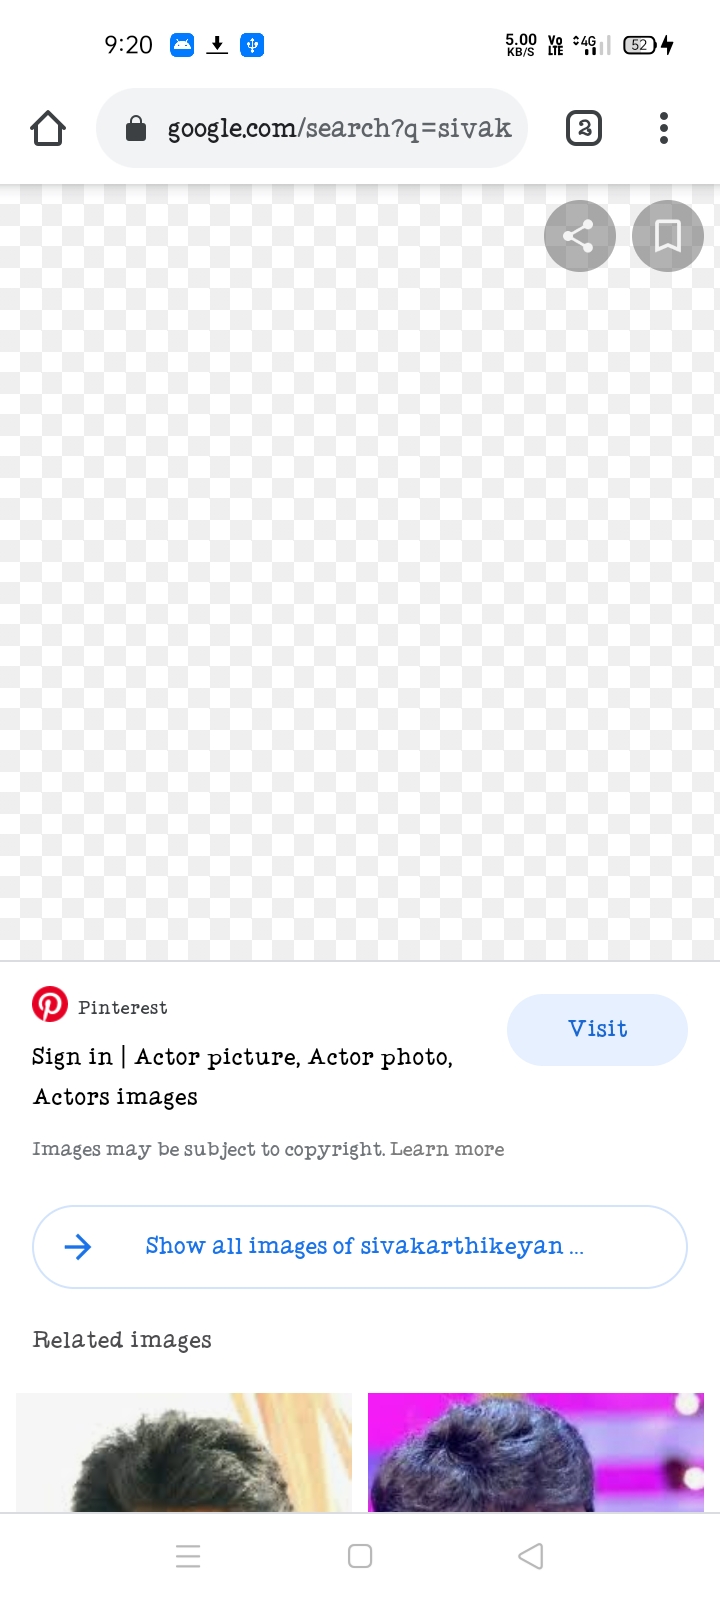 9:20
5.00 KB/S Vo LTE 4G 52
google.com/search?q=sivak
2
Pinterest
Visit
Sign in | Actor picture, Actor photo,
Actors images
Images may be subject to copyright. Learn more
Show all images of sivakarthikeyan ...
Related images